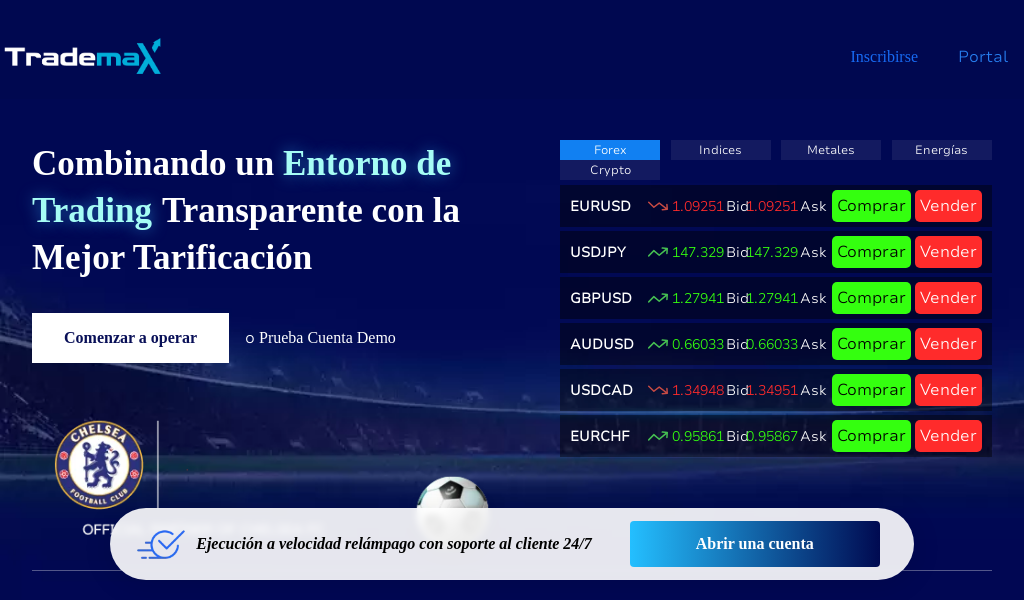 Trademax
Inscribirse
Portal
Combinando un Entorno de
Trading Transparente con la
Mejor Tarificación
Comenzar a operar
Prueba Cuenta Demo
Forex
Indices
Metales
Energías
Crypto
EURUSD 1.09251 Bid 1.09251 Ask Comprar Vender
USDJPY 147.329 Bid 147.329 Ask Comprar Vender
GBPUSD 1.27941 Bid 1.27941 Ask Comprar Vender
AUDUSD 0.66033 Bid 0.66033 Ask Comprar Vender
USDCAD 1.34948 Bid 1.34951 Ask Comprar Vender
EURCHF 0.95861 Bid 0.95867 Ask Comprar Vender
CHELSEA
FOOTBALL CLUB
Ejecución a velocidad relámpago con soporte al cliente 24/7
Abrir una cuenta